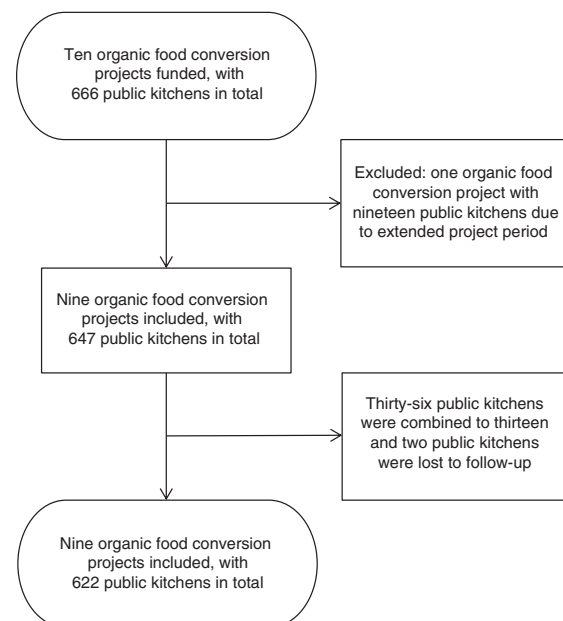 Ten organic food conversion
projects funded, with
666 public kitchens in total
Excluded: one organic food
conversion project with
nineteen public kitchens due
to extended project period
Nine organic food conversion
projects included, with
647 public kitchens in total
Thirty-six public kitchens
were combined to thirteen
and two public kitchens
were lost to follow-up
Nine organic food conversion
projects included, with
622 public kitchens in total